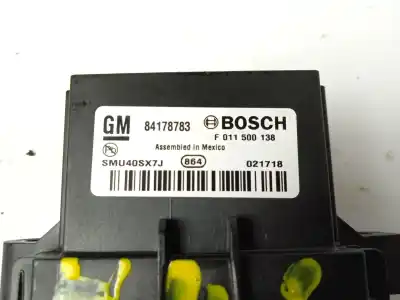 GM 84178783 BOSCH
F 011 500 138
Assembled in Mexico
SMU40SX7J 864 021718